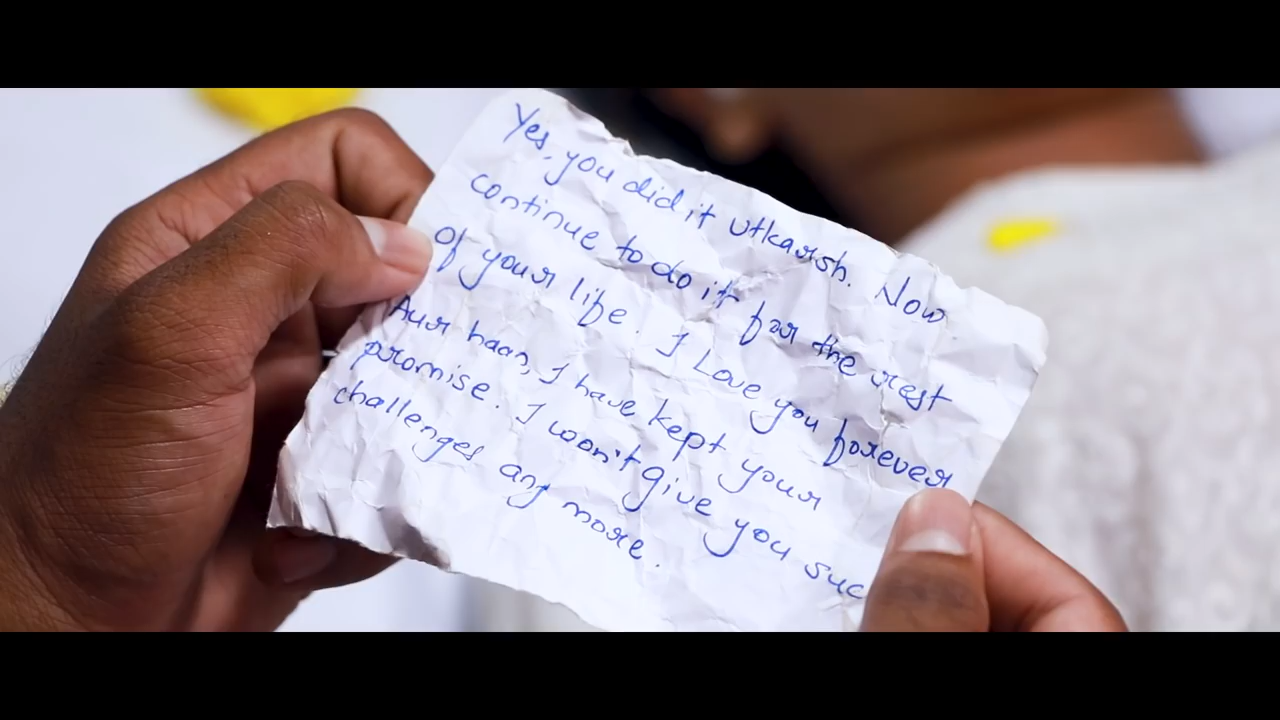 Yes, you did it utkarsh. Now
continue to do it for the rest
of your life. I Love you forever
Aur haan, I have kept your
promise. I won't give you suc
challenges any more.